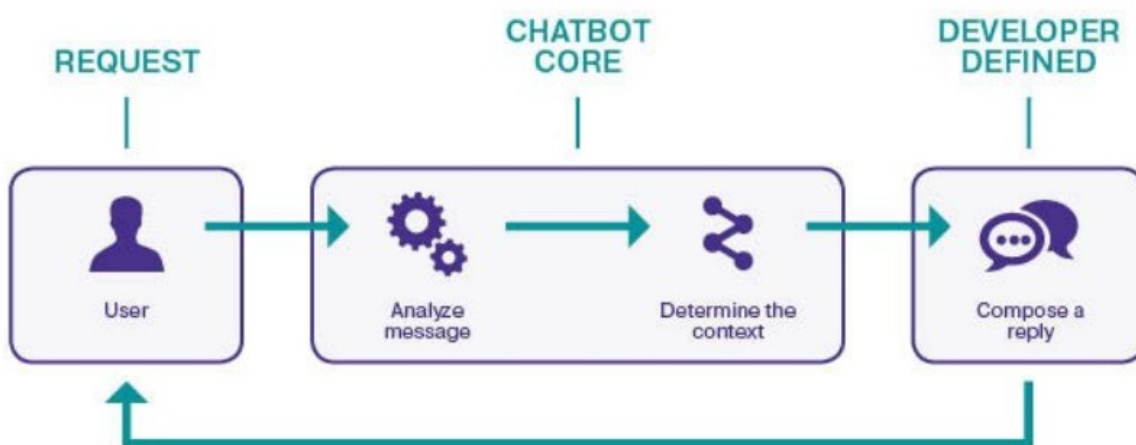 REQUEST
CHATBOT
CORE
DEVELOPER
DEFINED
User
Analyze
message
Determine the
context
Compose a
reply